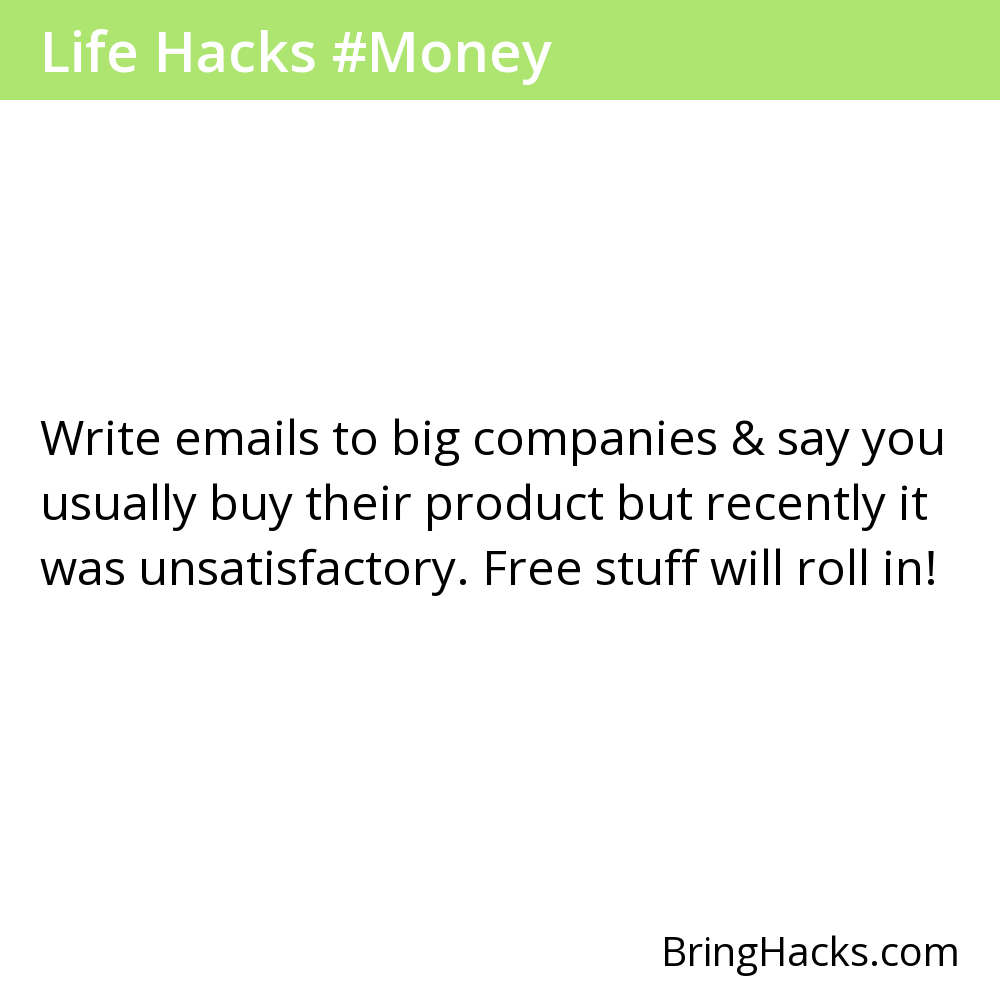 Life Hacks #Money
Write emails to big companies & say you
usually buy their product but recently it
was unsatisfactory. Free stuff will roll in!
BringHacks.com